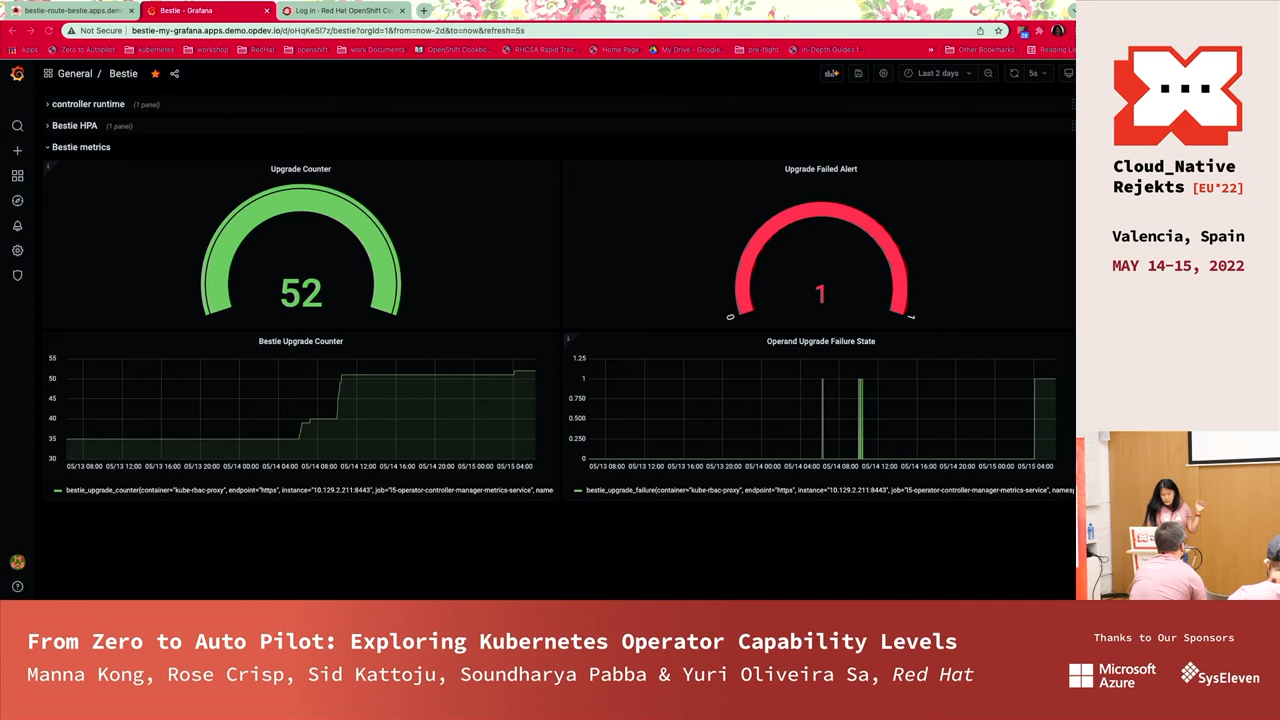 bestie-route-bestie.apps.demo
Bestie - Grafana
Log in · Red Hat OpenShift Con
Not Secure
bestie-my-grafana.apps.demo.opdev.io/d/oHqKe5l7z/bestie?orgId=1&from=now-2d&to=now&refresh=5s
Apps
Zero to Autopilot
kubernetes
workshop
RedHat
openshift
work Documents
OpenShift Cookbo...
RHCSA Rapid Trac...
Home Page
My Drive - Google...
pre-flight
In-Depth Guides f...
»
Other Bookmarks
Reading Lis
General / Bestie
Last 2 days
5s
controller runtime (1 panel)
Bestie HPA (1 panel)
Bestie metrics
Upgrade Counter
52
Upgrade Failed Alert
0
1
1
Bestie Upgrade Counter
55
50
45
40
35
30
05/13 08:00 05/13 12:00 05/13 16:00 05/13 20:00 05/14 00:00 05/14 04:00 05/14 08:00 05/14 12:00 05/14 16:00 05/14 20:00 05/15 00:00 05/15 04:00
bestie_upgrade_counter{container="kube-rbac-proxy", endpoint="https", instance="10.129.2.211:8443", job="l5-operator-controller-manager-metrics-service", names
Operand Upgrade Failure State
1.25
1
0.750
0.500
0.250
0
05/13 08:00 05/13 12:00 05/13 16:00 05/13 20:00 05/14 00:00 05/14 04:00 05/14 08:00 05/14 12:00 05/14 16:00 05/14 20:00 05/15 00:00 05/15 04:00
bestie_upgrade_failure{container="kube-rbac-proxy", endpoint="https", instance="10.129.2.211:8443", job="l5-operator-controller-manager-metrics-service", namesp
Cloud_Native
Rejekts [EU*22]
Valencia, Spain
MAY 14-15, 2022
From Zero to Auto Pilot: Exploring Kubernetes Operator Capability Levels
Manna Kong, Rose Crisp, Sid Kattoju, Soundharya Pabba & Yuri Oliveira Sa, Red Hat
Thanks to Our Sponsors
Microsoft
Azure
SysEleven